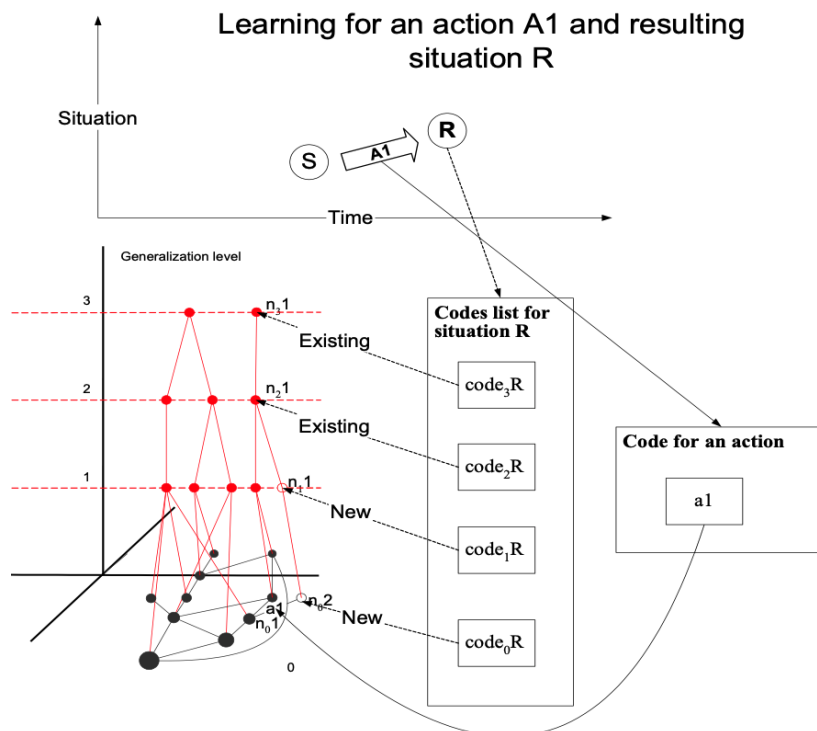 Learning for an action A1 and resulting
situation R
Situation
S
A1
R
Time
Generalization level
3
n₃1
Existing
2
n₂1
Existing
1
n₁1
New
a1
n₀2
n₀1
New
0
Codes list for
situation R
code₃R
code₂R
code₁R
code₀R
Code for an action
a1